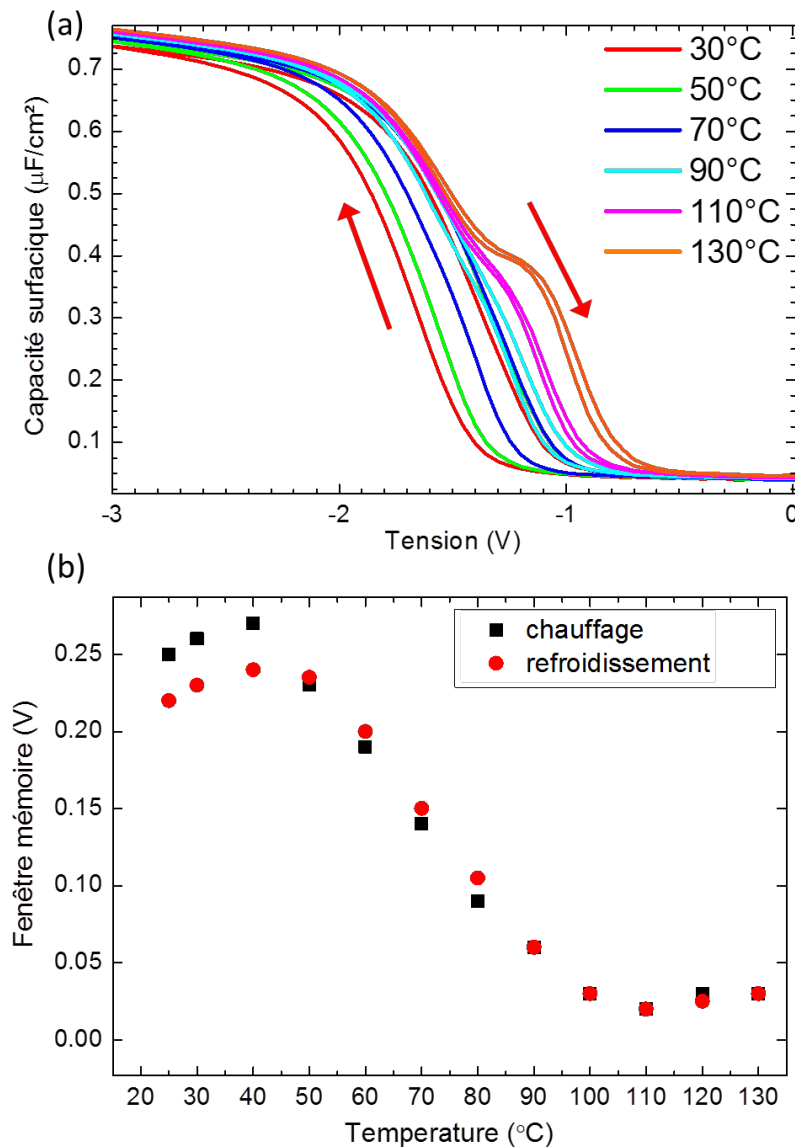 (a)
Capacité surfacique (µF/cm²)
0.7
0.6
0.5
0.4
0.3
0.2
0.1
30°C
50°C
70°C
90°C
110°C
130°C
-3
-2
-1
0
Tension (V)
(b)
Fenêtre mémoire (V)
0.25
0.20
0.15
0.10
0.05
0.00
chauffage
refroidissement
20 30 40 50 60 70 80 90 100 110 120 130
Temperature (°C)